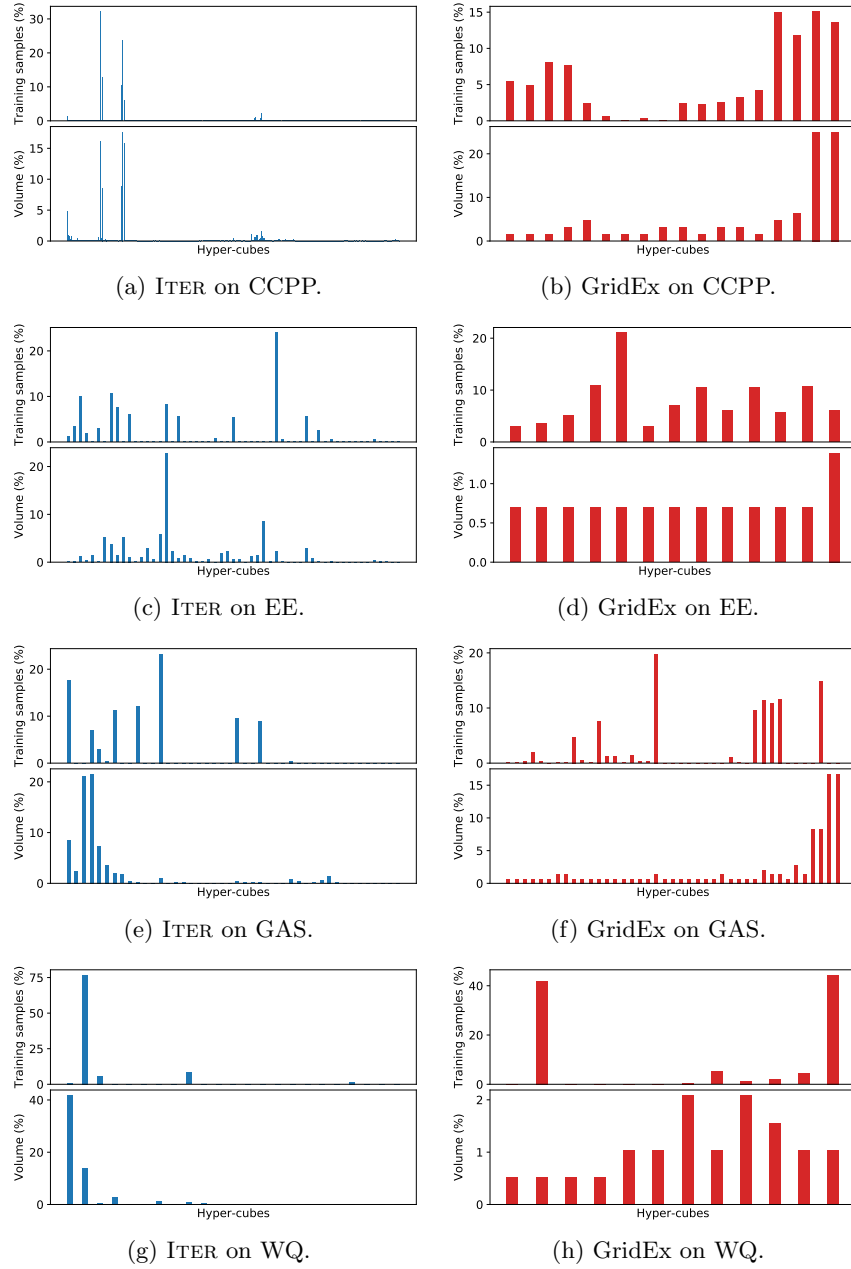 30
20
10
0
Training samples (%)
15
10
5
0
Volume (%)
Hyper-cubes
(a) ITER on CCPP.
15
10
5
0
Training samples (%)
20
10
0
Volume (%)
Hyper-cubes
(b) GridEx on CCPP.
20
10
0
Training samples (%)
20
10
0
Volume (%)
Hyper-cubes
(c) ITER on EE.
20
10
0
Training samples (%)
1.0
0.5
0.0
Volume (%)
Hyper-cubes
(d) GridEx on EE.
20
10
0
Training samples (%)
20
10
0
Volume (%)
Hyper-cubes
(e) ITER on GAS.
20
10
0
Training samples (%)
15
10
5
0
Volume (%)
Hyper-cubes
(f) GridEx on GAS.
75
50
25
0
Training samples (%)
40
20
0
Volume (%)
Hyper-cubes
(g) ITER on WQ.
40
20
0
Training samples (%)
2
1
0
Volume (%)
Hyper-cubes
(h) GridEx on WQ.